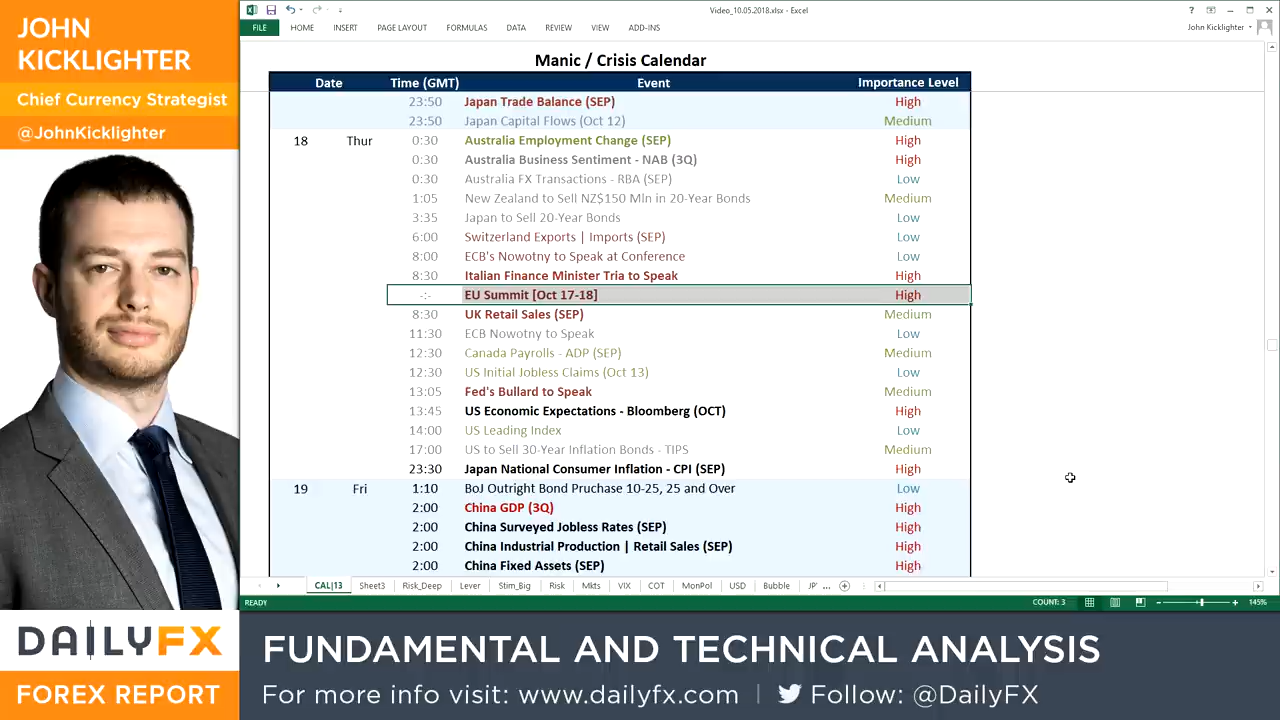 JOHN
KICKLIGHTER
Chief Currency Strategist
@JohnKicklighter
DAILYFX
FOREX REPORT
Video_10.05.2018.xlsx - Excel
FILE HOME INSERT PAGE LAYOUT FORMULAS DATA REVIEW VIEW ADD-INS John Kicklighter
Manic / Crisis Calendar
Date Time (GMT) Event Importance Level
23:50 Japan Trade Balance (SEP) High
23:50 Japan Capital Flows (Oct 12) Medium
18 Thur 0:30 Australia Employment Change (SEP) High
0:30 Australia Business Sentiment - NAB (3Q) High
0:30 Australia FX Transactions - RBA (SEP) Low
1:05 New Zealand to Sell NZ$150 Mln in 20-Year Bonds Medium
3:35 Japan to Sell 20-Year Bonds Low
6:00 Switzerland Exports | Imports (SEP) Low
8:00 ECB's Nowotny to Speak at Conference Low
8:30 Italian Finance Minister Tria to Speak High
-:- EU Summit [Oct 17-18] High
8:30 UK Retail Sales (SEP) Medium
11:30 ECB Nowotny to Speak Low
12:30 Canada Payrolls - ADP (SEP) Medium
12:30 US Initial Jobless Claims (Oct 13) Low
13:05 Fed's Bullard to Speak Medium
13:45 US Economic Expectations - Bloomberg (OCT) High
14:00 US Leading Index Low
17:00 US to Sell 30-Year Inflation Bonds - TIPS Medium
23:30 Japan National Consumer Inflation - CPI (SEP) High
19 Fri 1:10 BoJ Outright Bond Pruchase 10-25, 25 and Over Low
2:00 China GDP (3Q) High
2:00 China Surveyed Jobless Rates (SEP) High
2:00 China Industrial Production | Retail Sales (SEP) High
2:00 China Fixed Assets (SEP) High
CAL|13 Sheet3 Risk_Deep Lever Stim_Big Risk Mkts COT MonPol USD Bubble JP' ...
READY COUNT: 3 145%
FUNDAMENTAL AND TECHNICAL ANALYSIS
For more info visit: www.dailyfx.com | Follow: @DailyFX